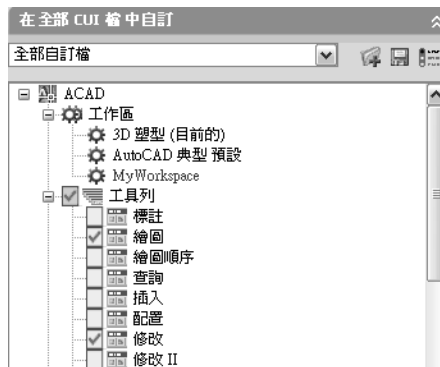 在全部 CUI 檔中自訂
全部自訂檔
ACAD
工作區
3D 塑型 (目前的)
AutoCAD 典型 預設
MyWorkspace
工具列
標註
繪圖
繪圖順序
查詢
插入
配置
修改
修改 II